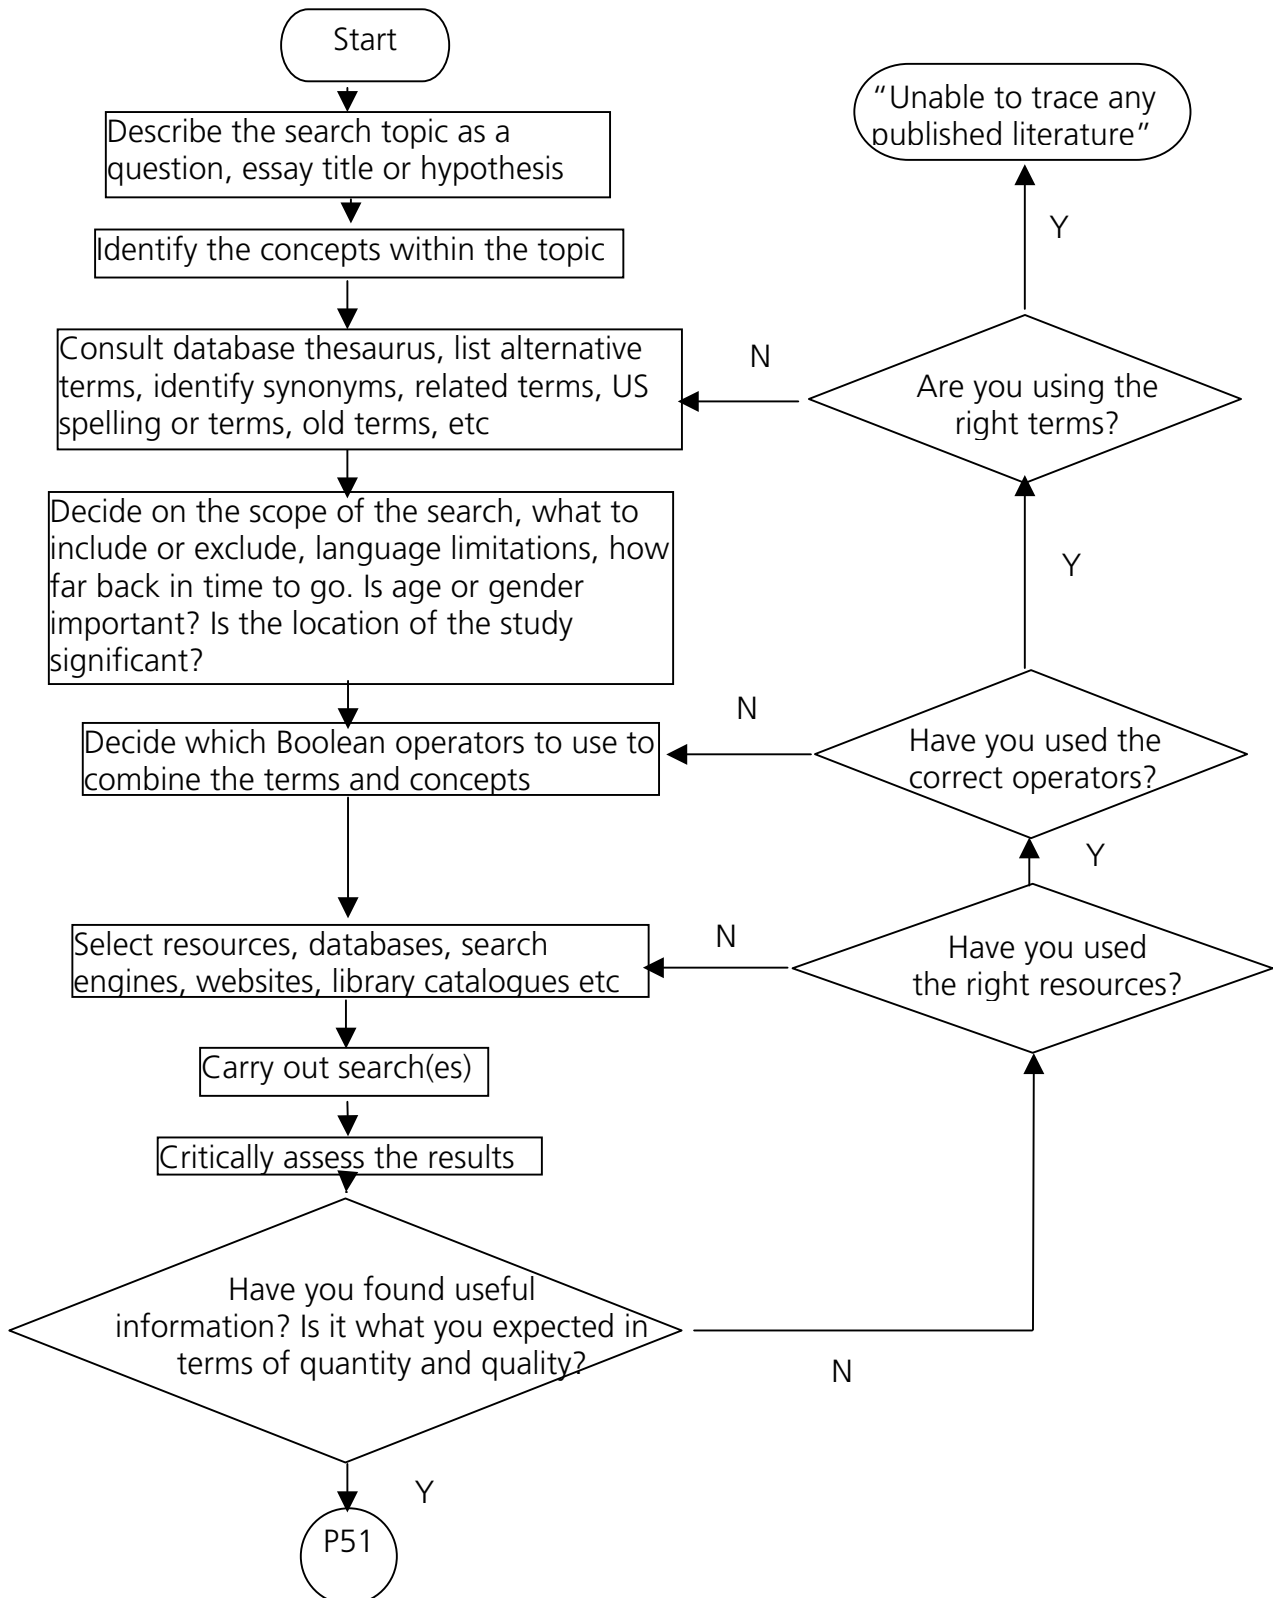 Start
Describe the search topic as a
question, essay title or hypothesis
Identify the concepts within the topic
Consult database thesaurus, list alternative
terms, identify synonyms, related terms, US
spelling or terms, old terms, etc
Decide on the scope of the search, what to
include or exclude, language limitations, how
far back in time to go. Is age or gender
important? Is the location of the study
significant?
Decide which Boolean operators to use to
combine the terms and concepts
Select resources, databases, search
engines, websites, library catalogues etc
Carry out search(es)
Critically assess the results
Have you found useful
information? Is it what you expected in
terms of quantity and quality?
Y
P51
N
Have you used
the right resources?
N
Y
Have you used the
correct operators?
N
Y
Are you using the
right terms?
N
Y
“Unable to trace any
published literature”